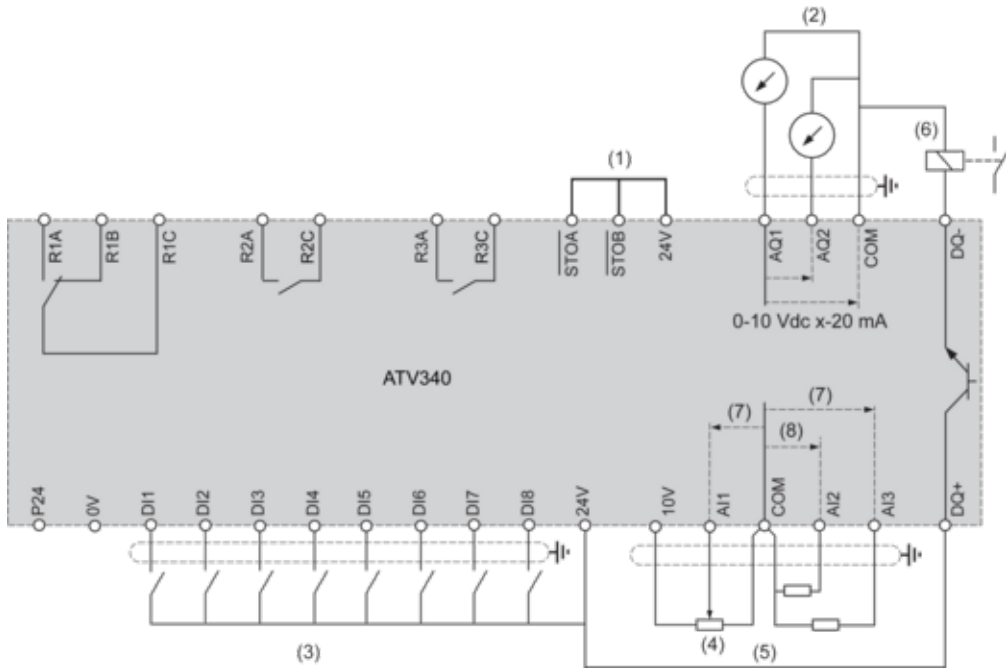 (2)
(6)
(1)
R1A R1B R1C R2A R2C R3A R3C STOA STOB 24V AQ1 AQ2 COM DQ-
0-10 Vdc x-20 mA
ATV340
(7)
(7)
(8)
P24 0V DI1 DI2 DI3 DI4 DI5 DI6 DI7 DI8 24V 10V AI1 COM AI2 AI3 DQ+
(4)
(3) (5)